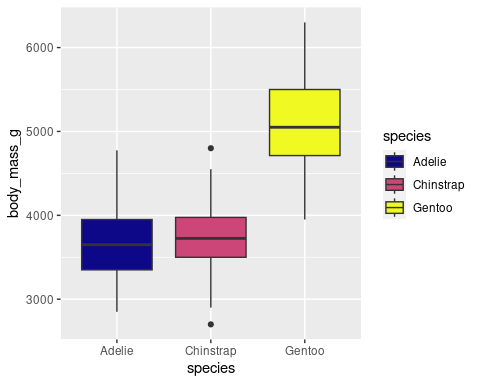 6000
5000
4000
3000
body_mass_g
Adelie
Chinstrap
Gentoo
species
species
Adelie
Chinstrap
Gentoo